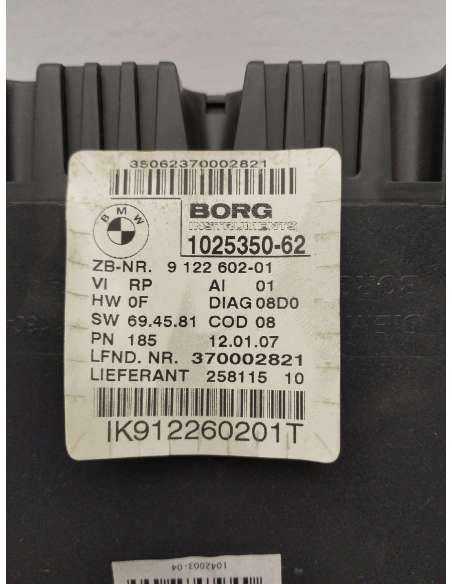 35062370002821
BMW
BORG
INSTRUMENTS
1025350-62
ZB-NR. 9 122 602-01
VI RP AI 01
HW 0F DIAG 08D0
SW 69.45.81 COD 08
PN 185 12.01.07
LFND. NR. 370002821
LIEFERANT 258115 10
IK912260201T
1042003-04